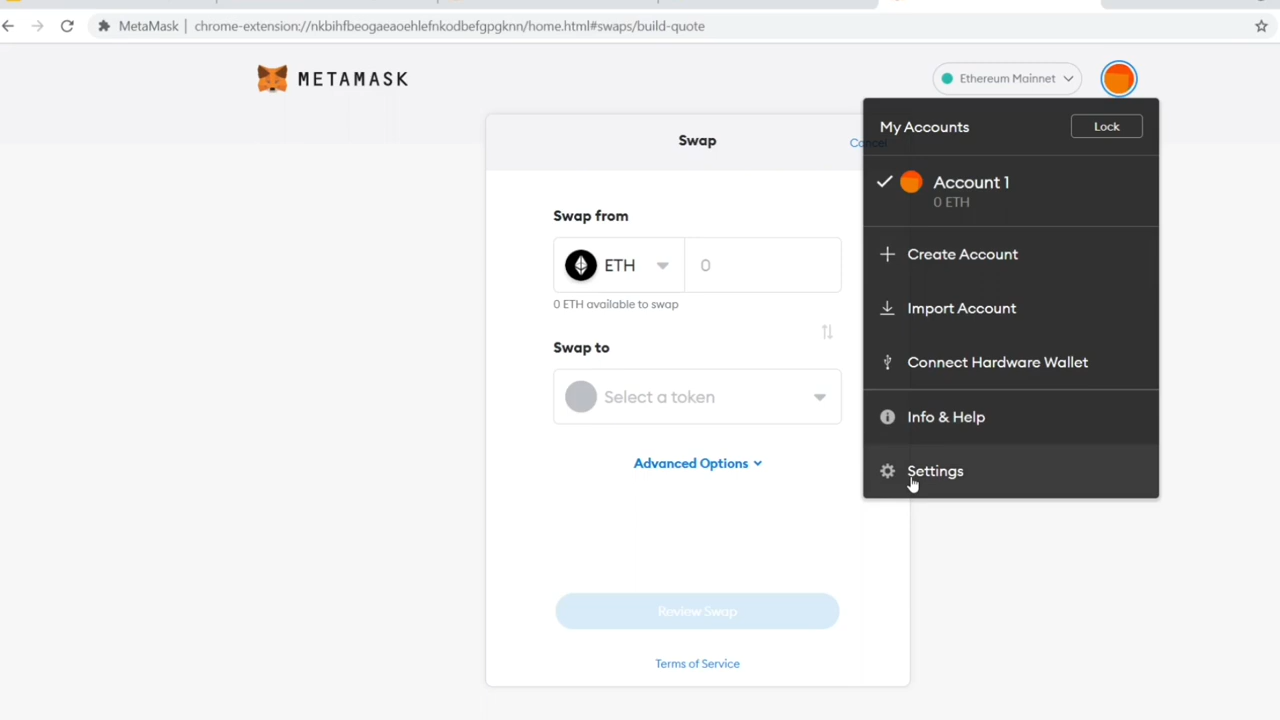 MetaMask
chrome-extension://nkbihfbeogaeaoehlefnkodbefgpgknn/home.html#swaps/build-quote
METAMASK
Ethereum Mainnet
My Accounts
Lock
Swap
Cancel
Account 1
0 ETH
Swap from
ETH
0
Create Account
0 ETH available to swap
Import Account
Swap to
Connect Hardware Wallet
Select a token
Info & Help
Advanced Options
Settings
Review Swap
Terms of Service